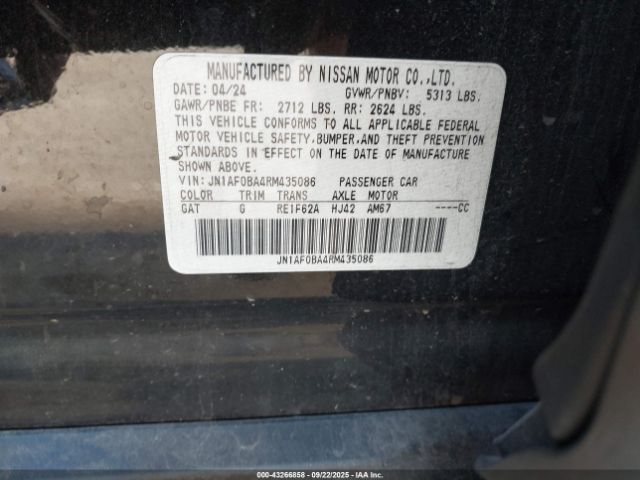 MANUFACTURED BY NISSAN MOTOR CO.,LTD.
DATE: 04/24 GVWR/PNBV: 5313 LBS.
GAWR/PNBE FR: 2712 LBS. RR: 2624 LBS.
THIS VEHICLE CONFORMS TO ALL APPLICABLE FEDERAL
MOTOR VEHICLE SAFETY,BUMPER,AND THEFT PREVENTION
STANDARDS IN EFFECT ON THE DATE OF MANUFACTURE
SHOWN ABOVE.
VIN: JN1AF0BA4RM435086 PASSENGER CAR
COLOR TRIM TRANS AXLE MOTOR
GAT G RE1F62A HJ42 AM67 ----CC
JN1AF0BA4RM435086
000-43266858 - 09/22/2025 - IAA Inc.